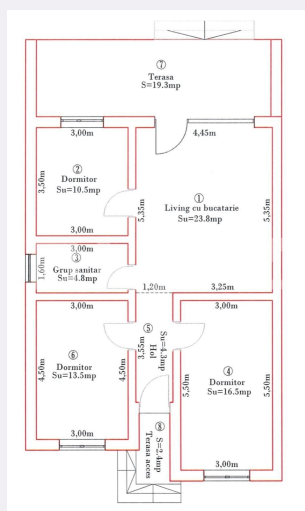 ⑦
Terasa
S=19.3mp
3,00m
4,45m
②
Dormitor
Su=10.5mp
3,50m
5,35m
3,00m
①
Living cu bucatarie
Su=23.8mp
5,35m
3,00m
③
Grup sanitar
Su=4.8mp
1,60m
1,20m
3,25m
3,00m
⑥
Dormitor
Su=13.5mp
4,50m
4,50m
3,00m
⑤
Hol
Su=4.3mp
3,55m
3,00m
④
Dormitor
Su=16.5mp
5,50m
5,50m
3,00m
⑧
S=2.4mp
Terasa acces